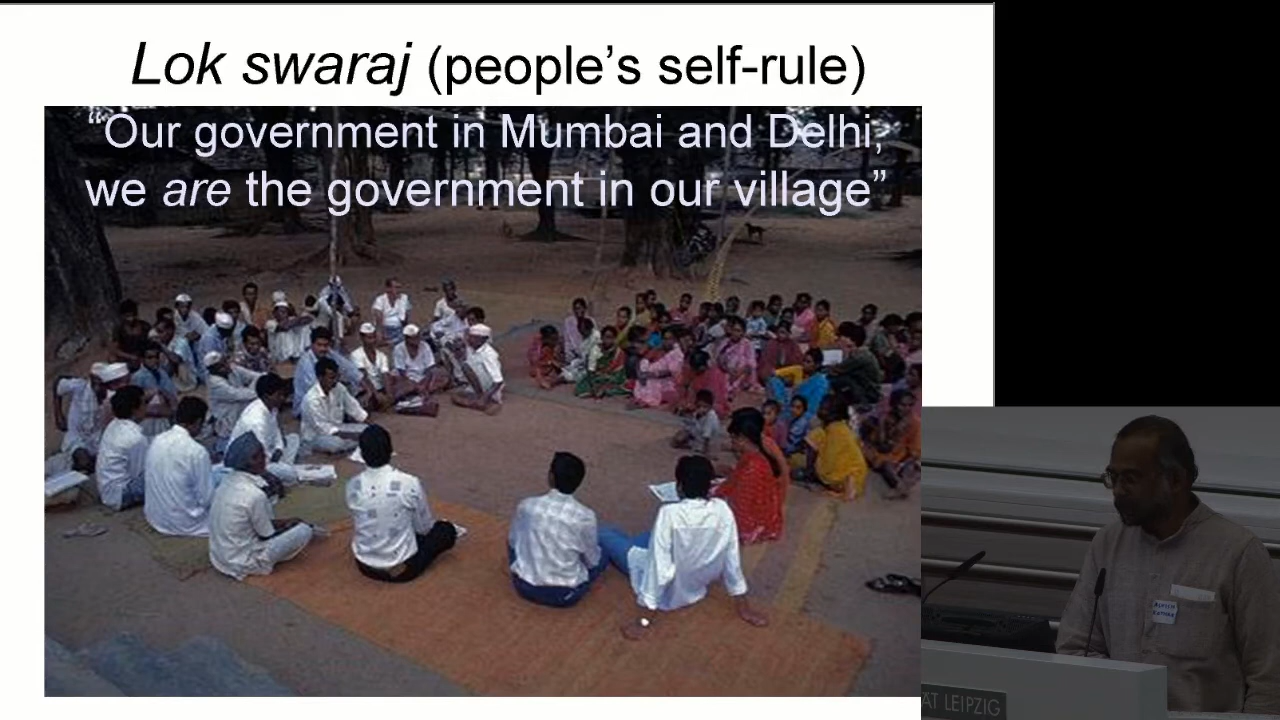 Lok swaraj (people’s self-rule)
“Our government in Mumbai and Delhi,
we are the government in our village”
ÄT LEIPZIG